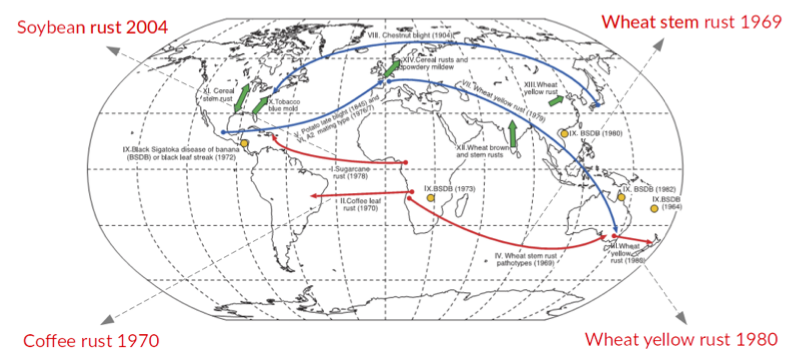 Soybean rust 2004
Wheat stem rust 1969
VIII. Chestnut blight (1904)
XIV.Cereal rusts and
powdery mildew
XI. Cereal
stem rust
X.Tobacco
blue mold
VII. Wheat yellow rust (1979)
XIII.Wheat
yellow rust
V. Potato late blight (1845) and
VI. A2 mating type (1976)
IX. BSDB (1980)
IX.Black Sigatoka disease of banana
(BSDB) or black leaf streak (1972)
XII.Wheat brown
and stem rusts
I.Sugarcane
rust (1978)
IX.BSDB (1973)
IX. BSDB (1982)
IX.BSDB
(1964)
II.Coffee leaf
rust (1970)
III.Wheat
yellow
rust (1980)
IV. Wheat stem rust
pathotypes (1969)
Coffee rust 1970
Wheat yellow rust 1980